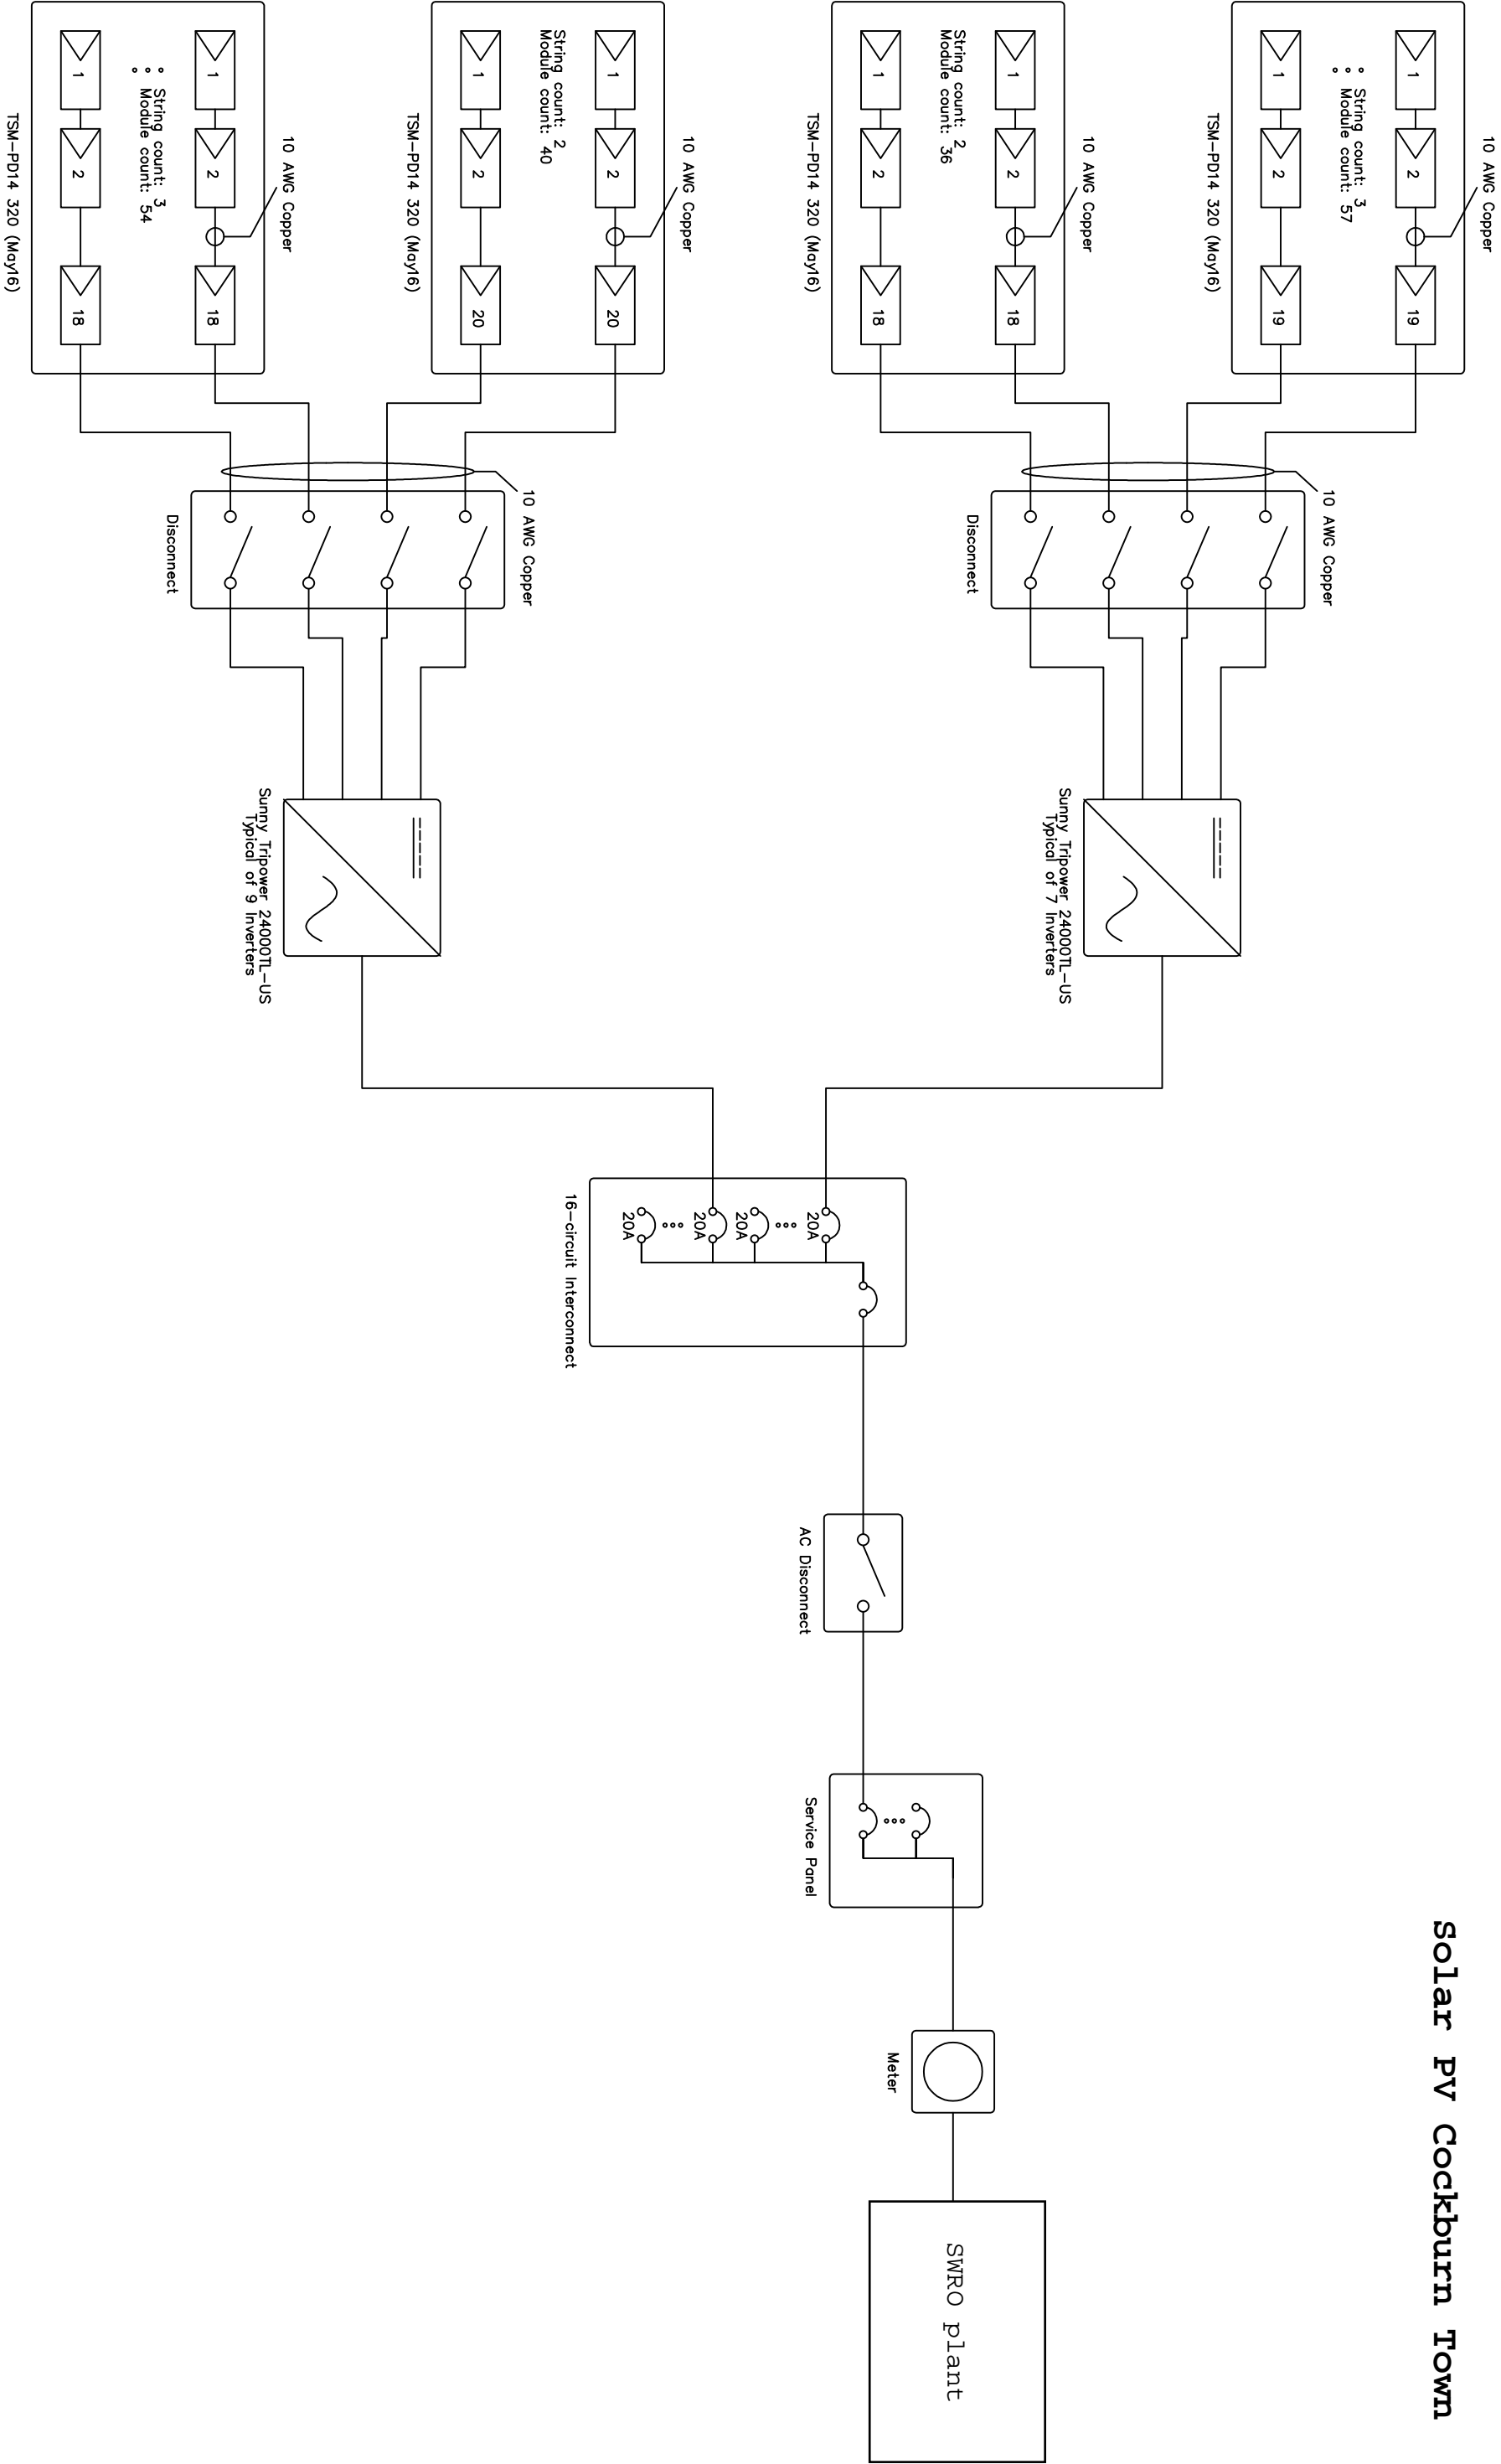 Solar PV Cockburn Town
10 AWG Copper
1
2
19
String count: 3
Module count: 57
1
2
19
TSM-PD14 320 (May16)
10 AWG Copper
1
2
18
String count: 2
Module count: 36
1
2
18
TSM-PD14 320 (May16)
10 AWG Copper
Disconnect
Sunny Tripower 24000TL-US
Typical of 7 Inverters
10 AWG Copper
1
2
20
String count: 2
Module count: 40
1
2
20
TSM-PD14 320 (May16)
10 AWG Copper
1
2
18
String count: 3
Module count: 54
1
2
18
TSM-PD14 320 (May16)
10 AWG Copper
Disconnect
Sunny Tripower 24000TL-US
Typical of 9 Inverters
20A
20A
20A
20A
16-circuit Interconnect
AC Disconnect
Service Panel
Meter
SWRO plant